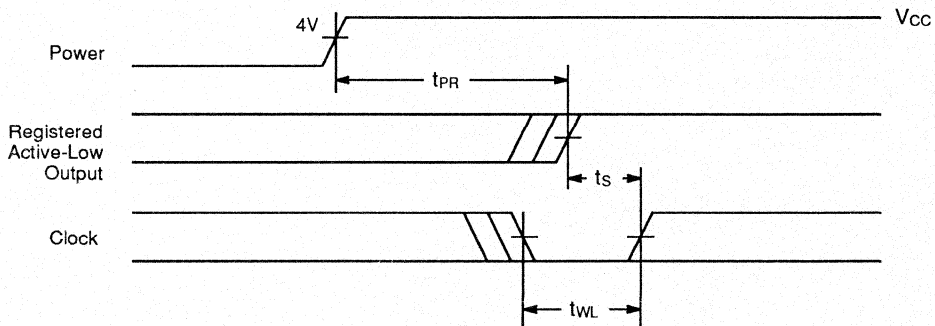 4V
VCC
Power
tPR
Registered
Active-Low
Output
tS
Clock
tWL